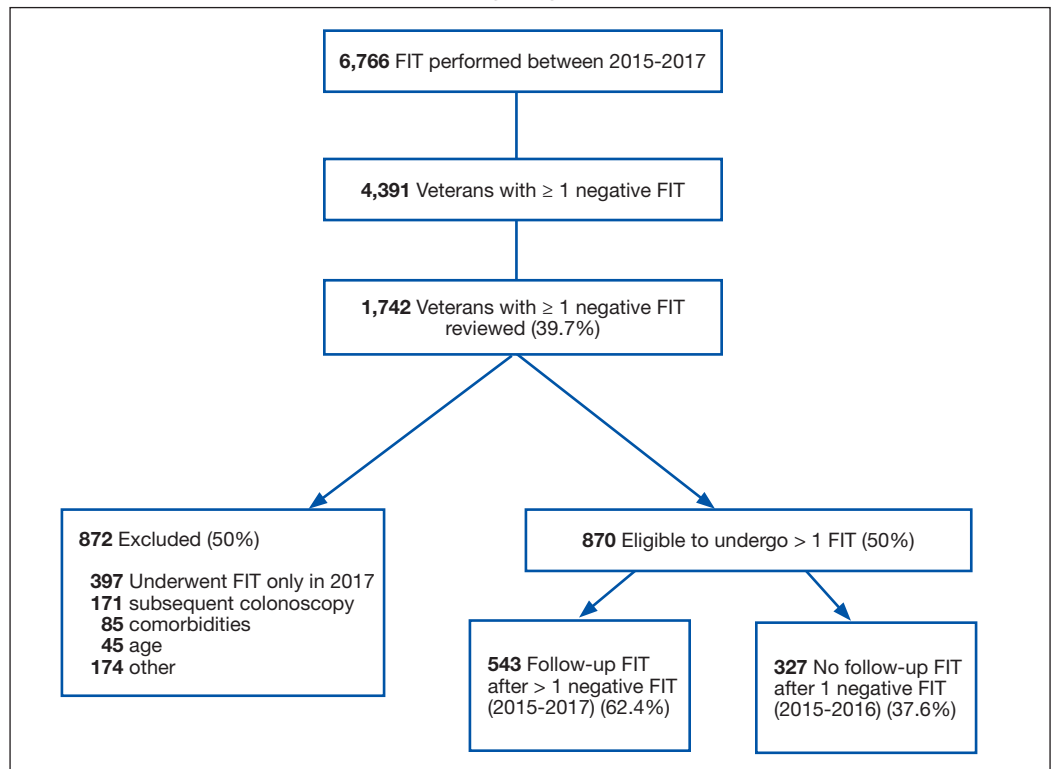 6,766 FIT performed between 2015-2017
4,391 Veterans with ≥ 1 negative FIT
1,742 Veterans with ≥ 1 negative FIT
reviewed (39.7%)
872 Excluded (50%)
397 Underwent FIT only in 2017
171 subsequent colonoscopy
85 comorbidities
45 age
174 other
870 Eligible to undergo > 1 FIT (50%)
543 Follow-up FIT
after > 1 negative FIT
(2015-2017) (62.4%)
327 No follow-up FIT
after 1 negative FIT
(2015-2016) (37.6%)